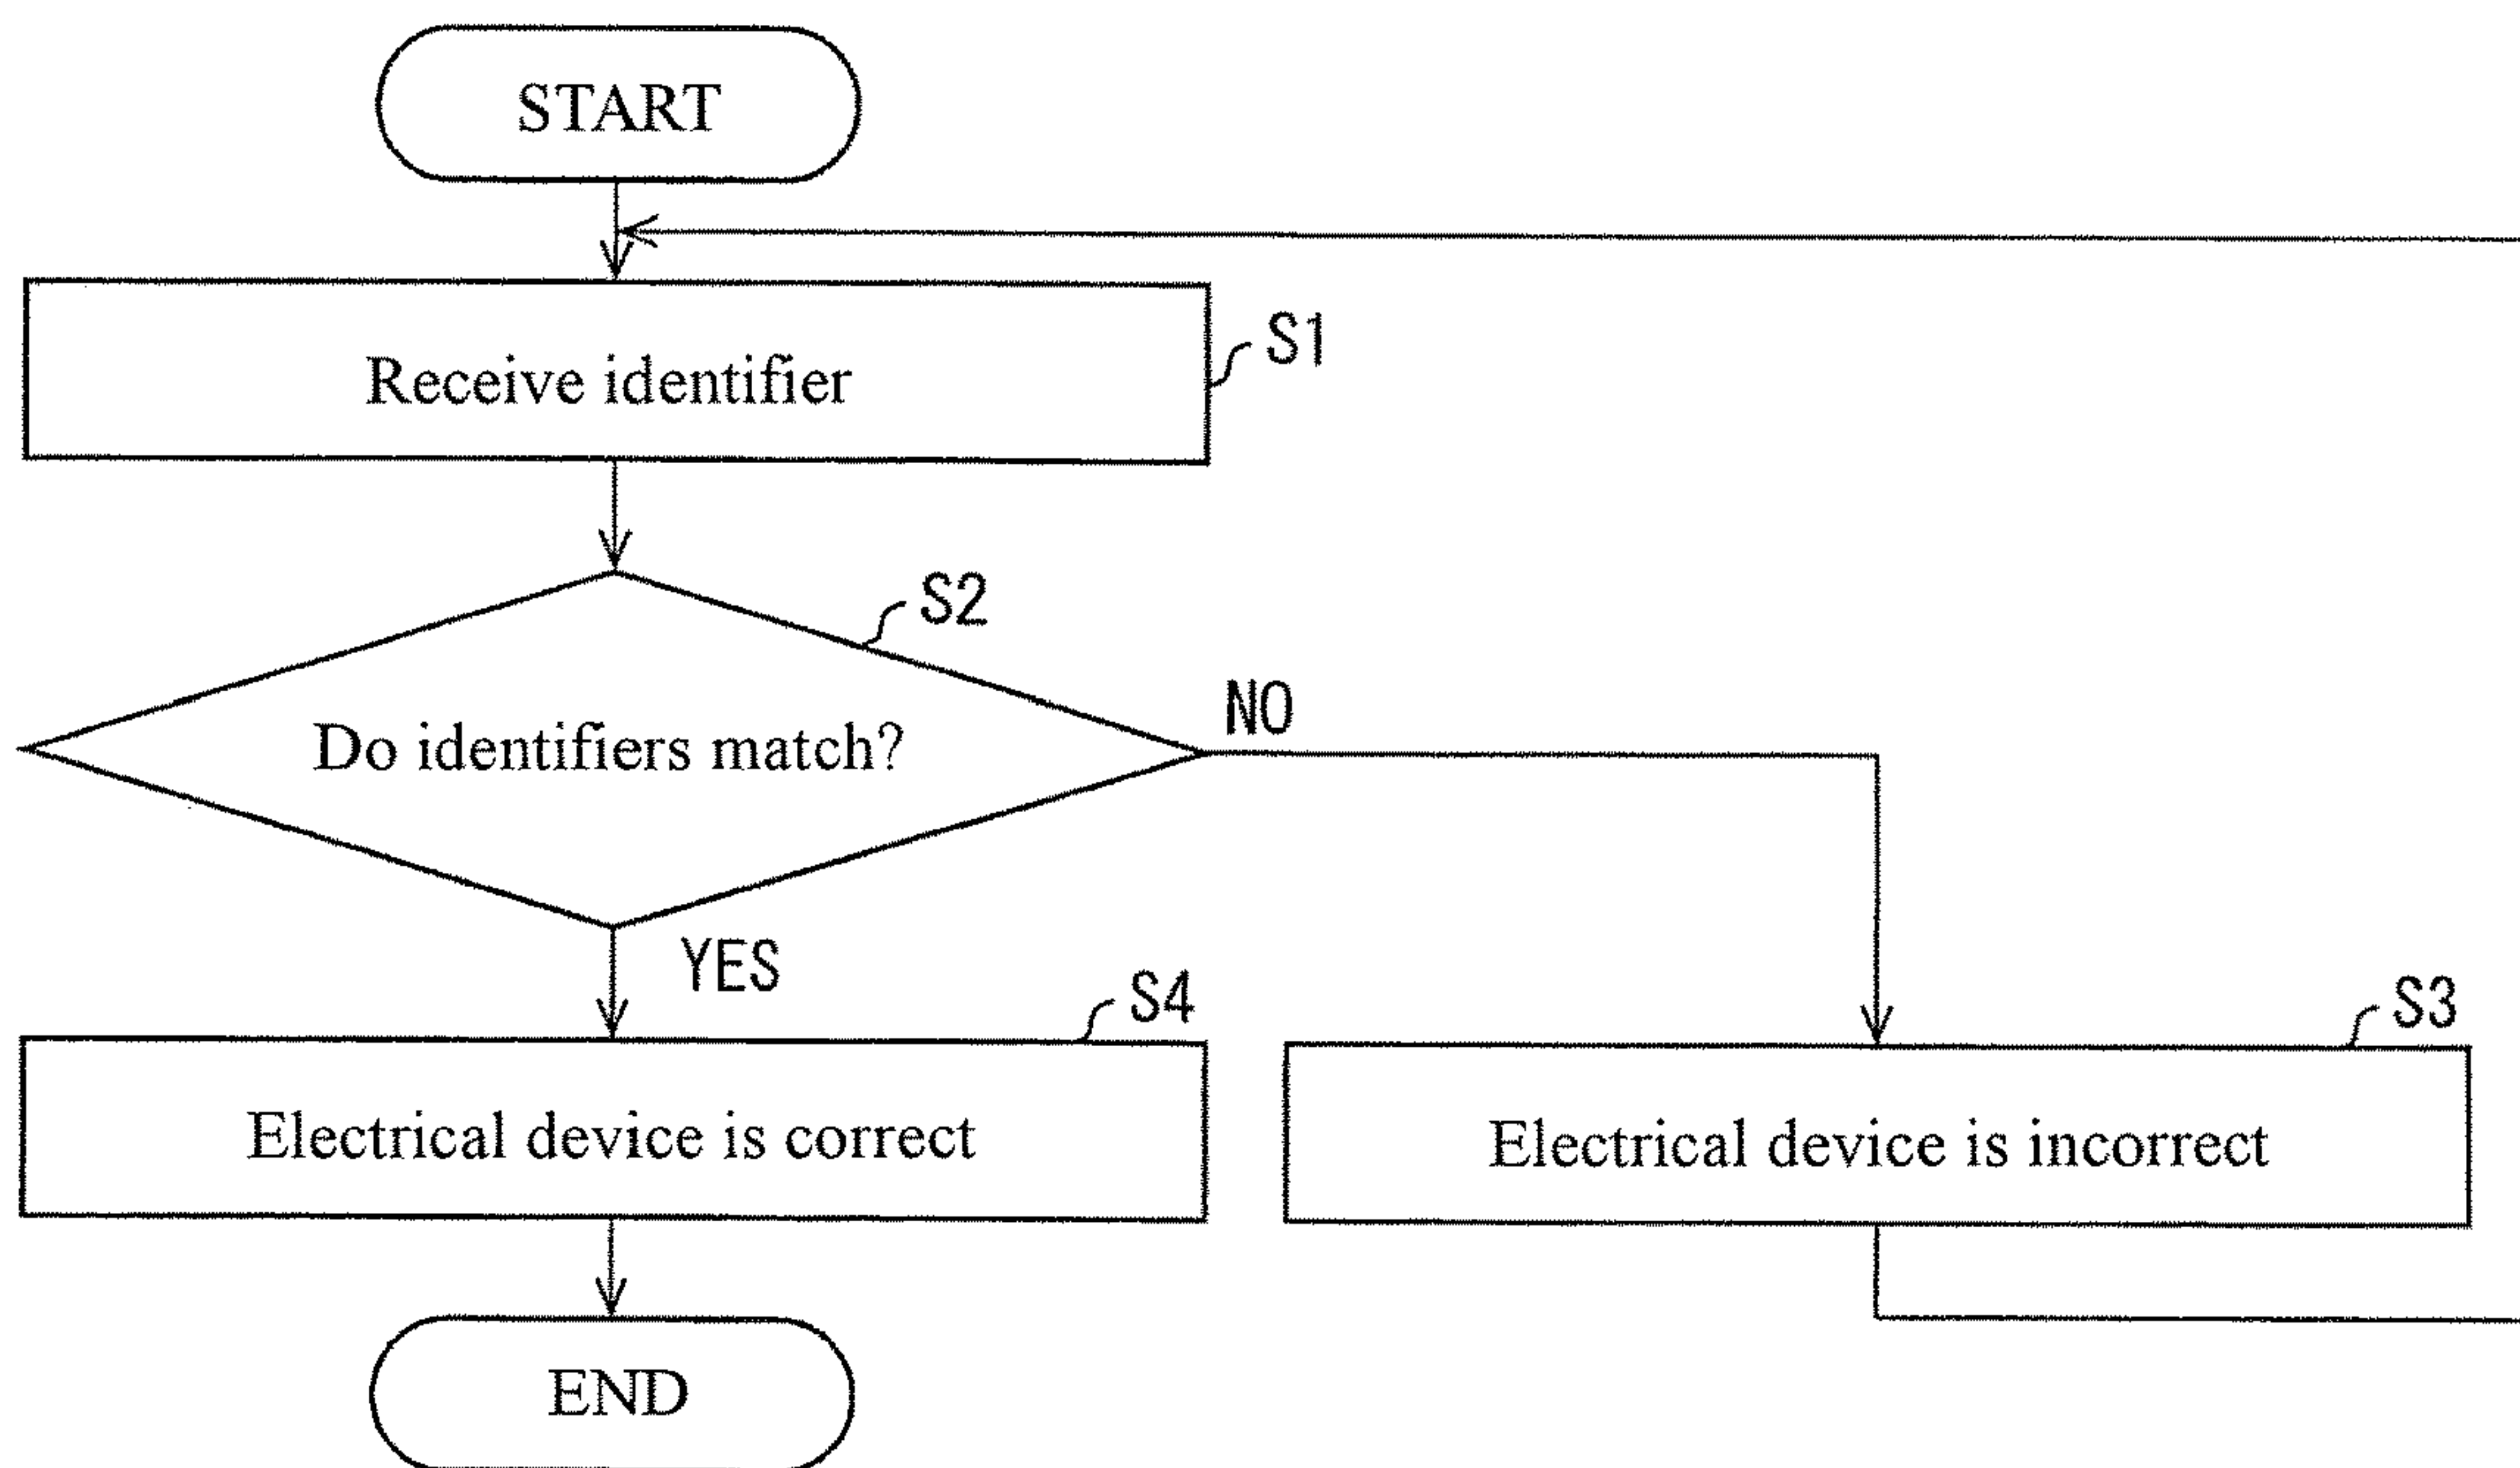 START
Receive identifier
S1
S2
Do identifiers match?
NO
YES
S4
Electrical device is correct
S3
Electrical device is incorrect
END